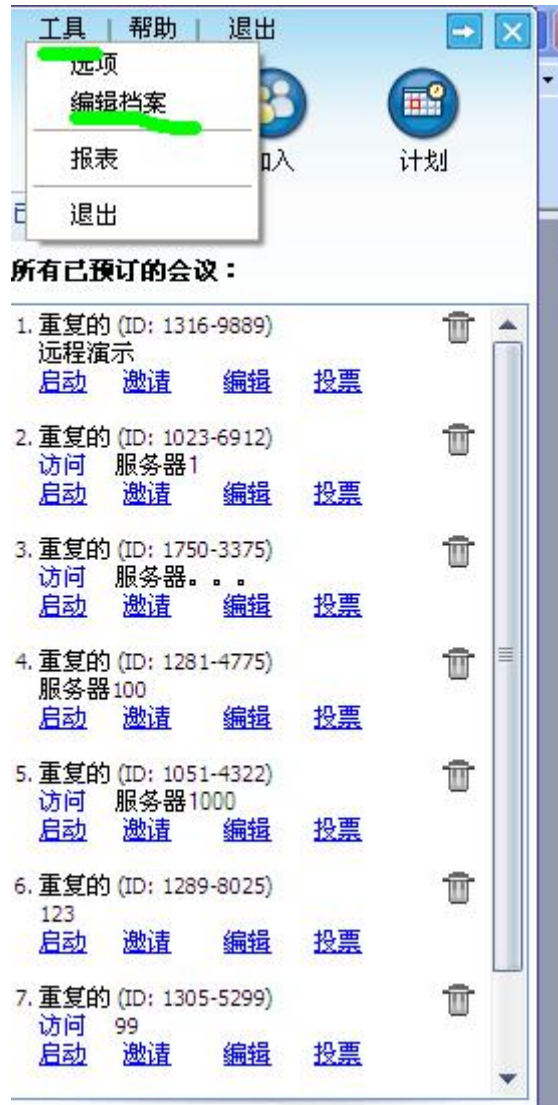 工具 | 帮助 | 退出
选项
编辑档案
报表
退出
加入
计划
所有已预订的会议：
1. 重复的 (ID: 1316-9889)
远程演示
启动 邀请 编辑 投票
2. 重复的 (ID: 1023-6912)
访问 服务器1
启动 邀请 编辑 投票
3. 重复的 (ID: 1750-3375)
访问 服务器。。。
启动 邀请 编辑 投票
4. 重复的 (ID: 1281-4775)
服务器100
启动 邀请 编辑 投票
5. 重复的 (ID: 1051-4322)
访问 服务器1000
启动 邀请 编辑 投票
6. 重复的 (ID: 1289-8025)
123
启动 邀请 编辑 投票
7. 重复的 (ID: 1305-5299)
访问 99
启动 邀请 编辑 投票